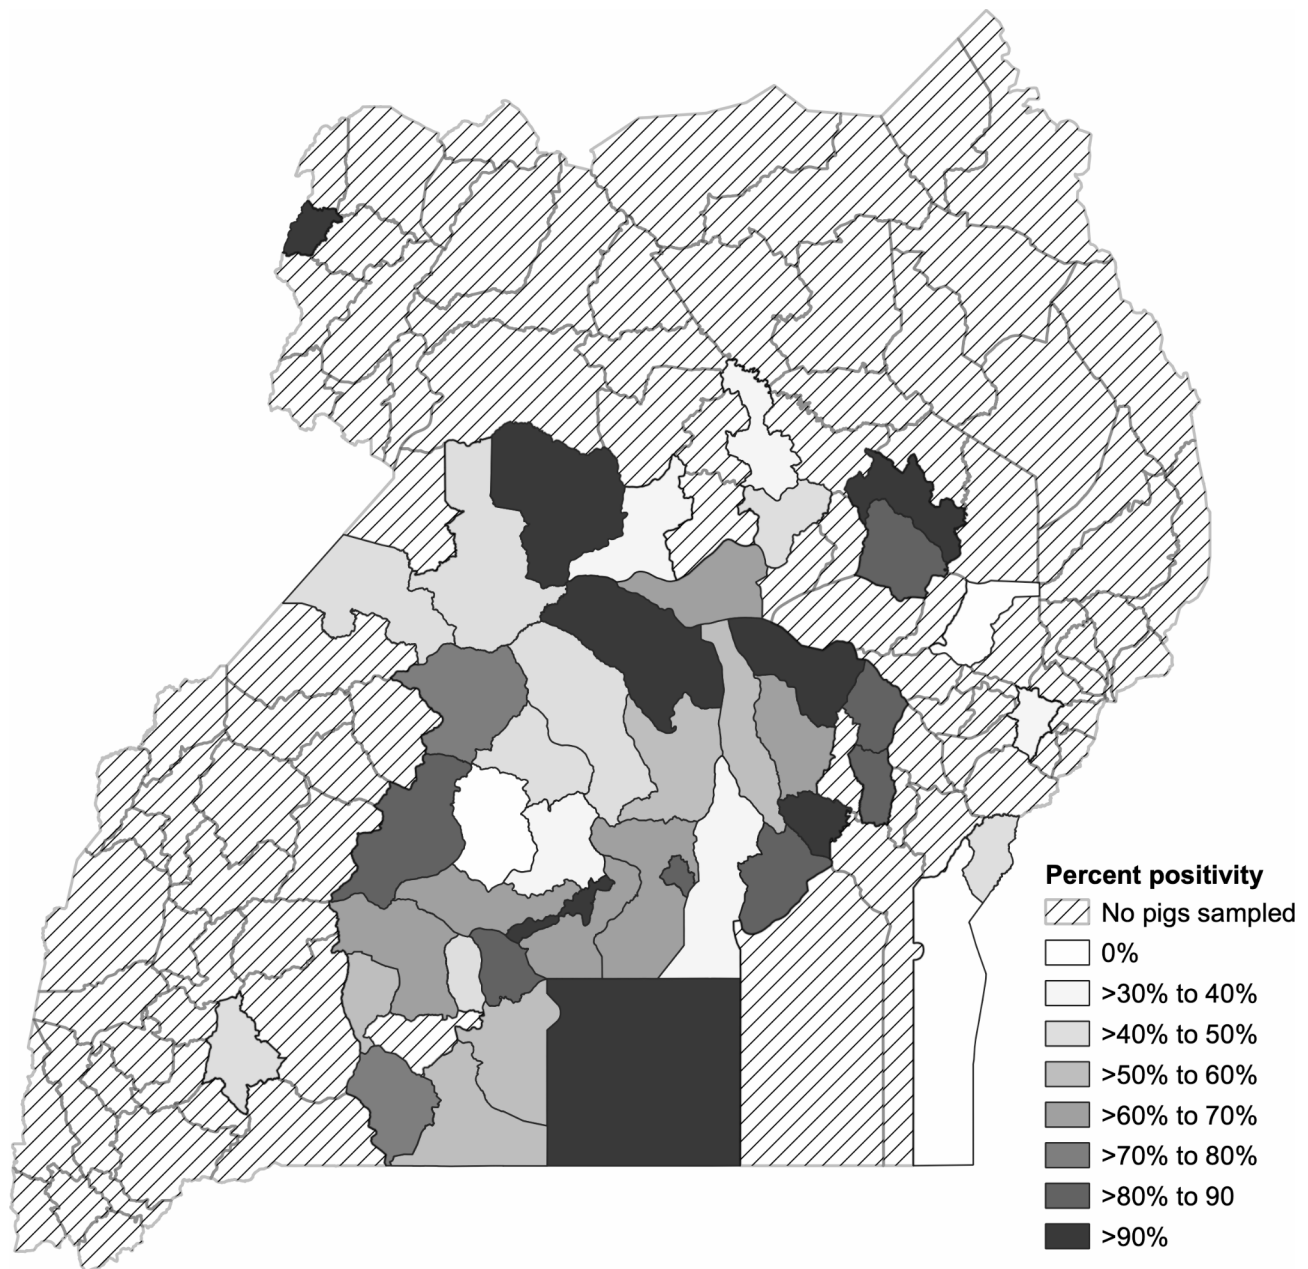 Percent positivity
No pigs sampled
0%
>30% to 40%
>40% to 50%
>50% to 60%
>60% to 70%
>70% to 80%
>80% to 90
>90%